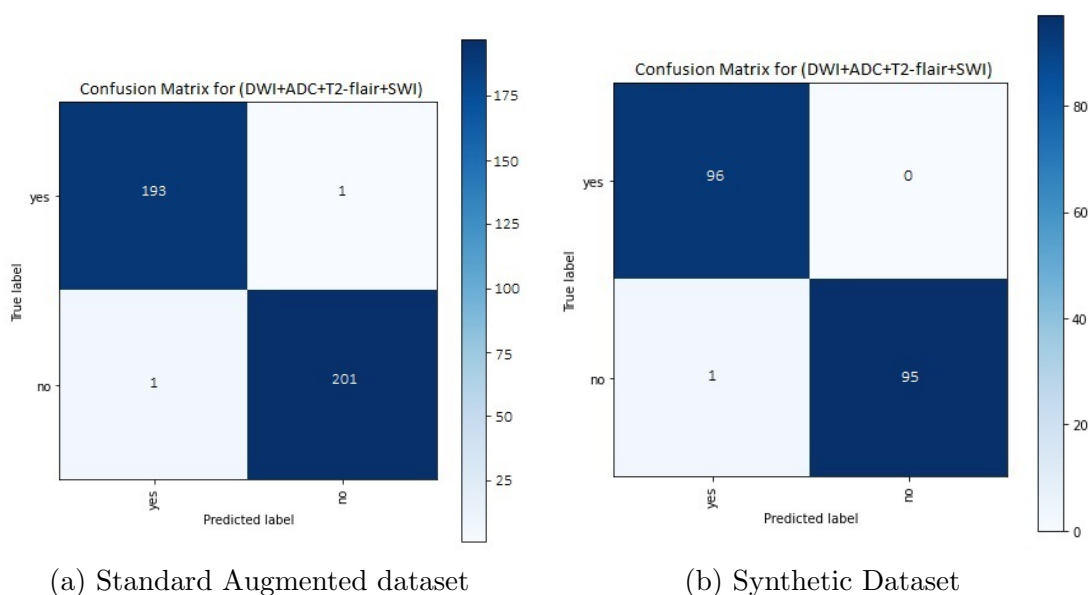 Confusion Matrix for (DWI+ADC+T2-flair+SWI)
175
150
125
100
75
50
25
yes
no
True label
193
1
1
201
yes
no
Predicted label
(a) Standard Augmented dataset
Confusion Matrix for (DWI+ADC+T2-flair+SWI)
80
60
40
20
0
yes
no
True label
96
0
1
95
yes
no
Predicted label
(b) Synthetic Dataset